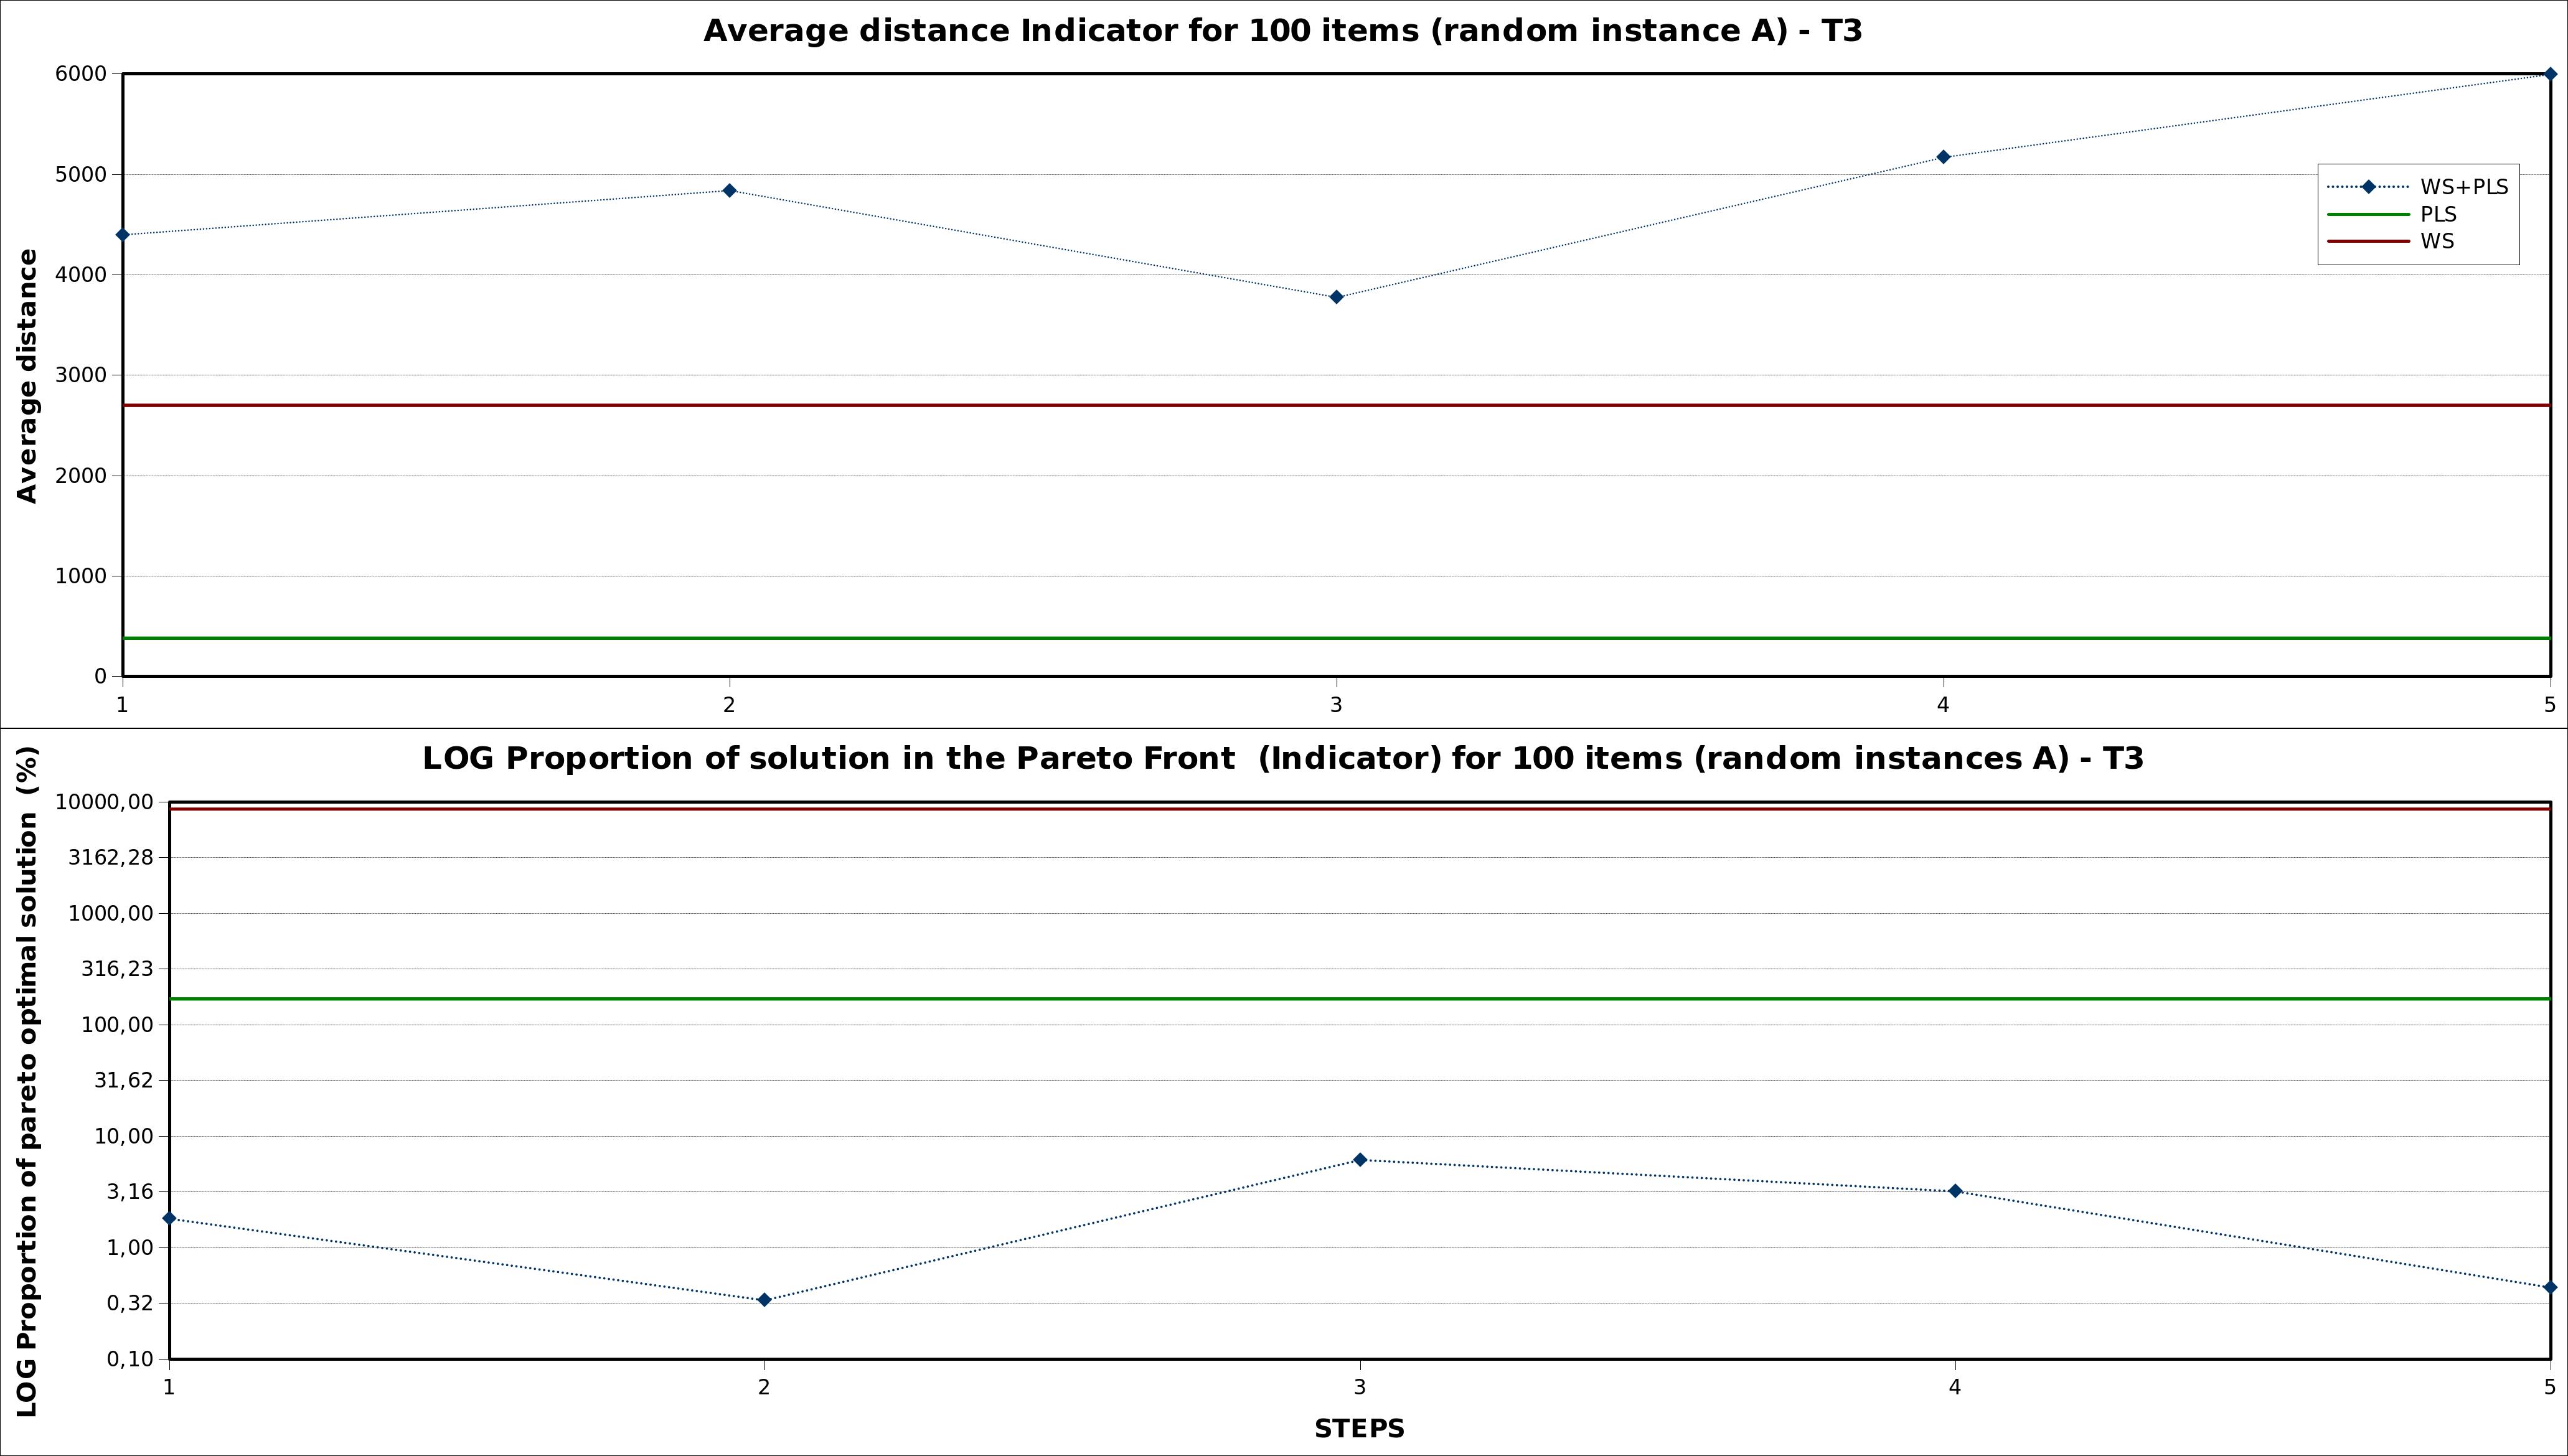 Average distance Indicator for 100 items (random instance A) - T3
Average distance
6000
5000
4000
3000
2000
1000
0
1 2 3 4 5
WS+PLS
PLS
WS
LOG Proportion of solution in the Pareto Front  (Indicator) for 100 items (random instances A) - T3
LOG Proportion of pareto optimal solution  (%)
10000,00
3162,28
1000,00
316,23
100,00
31,62
10,00
3,16
1,00
0,32
0,10
1 2 3 4 5
STEPS